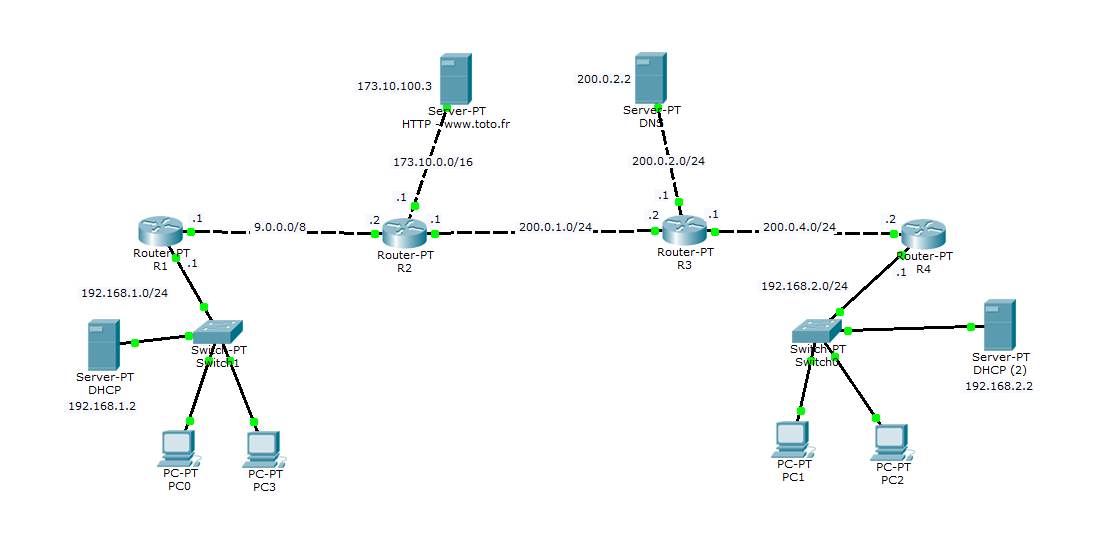 173.10.100.3
Server-PT
HTTP - www.toto.fr
200.0.2.2
Server-PT
DNS
173.10.0.0/16
200.0.2.0/24
.1
.1
.1
9.0.0.0/8
.2
.1
200.0.1.0/24
.2
.1
200.0.4.0/24
.2
Router-PT
R1
.1
Router-PT
R2
Router-PT
R3
Router-PT
R4
.1
192.168.1.0/24
192.168.2.0/24
Server-PT
DHCP
192.168.1.2
Switch-PT
Switch1
Switch-PT
Switch0
Server-PT
DHCP (2)
192.168.2.2
PC-PT
PC0
PC-PT
PC3
PC-PT
PC1
PC-PT
PC2